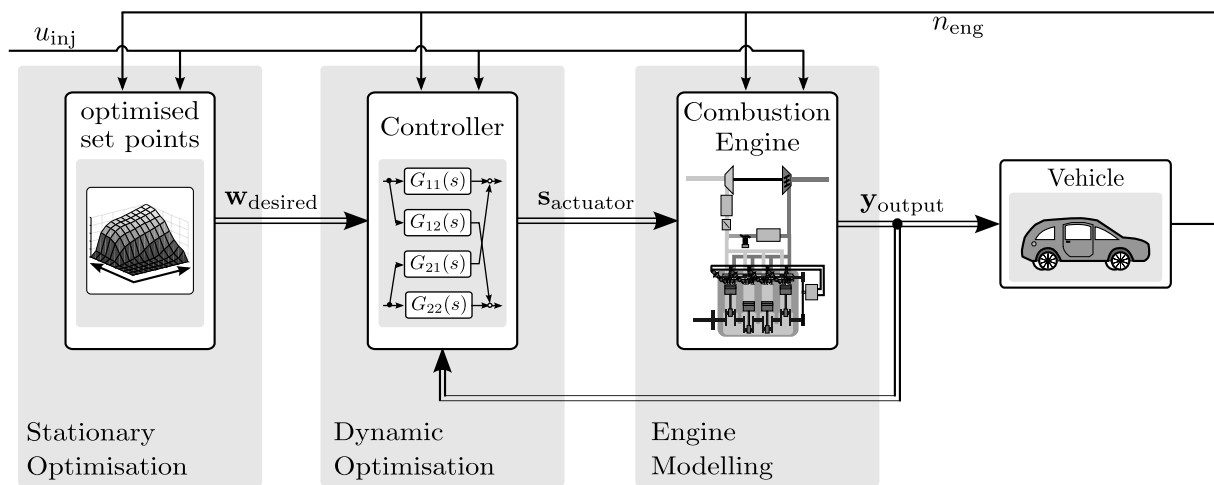 u_inj
n_eng
optimised
set points
Controller
Combustion
Engine
Vehicle
w_desired
s_actuator
y_output
G_11(s)
G_12(s)
G_21(s)
G_22(s)
Stationary
Optimisation
Dynamic
Optimisation
Engine
Modelling